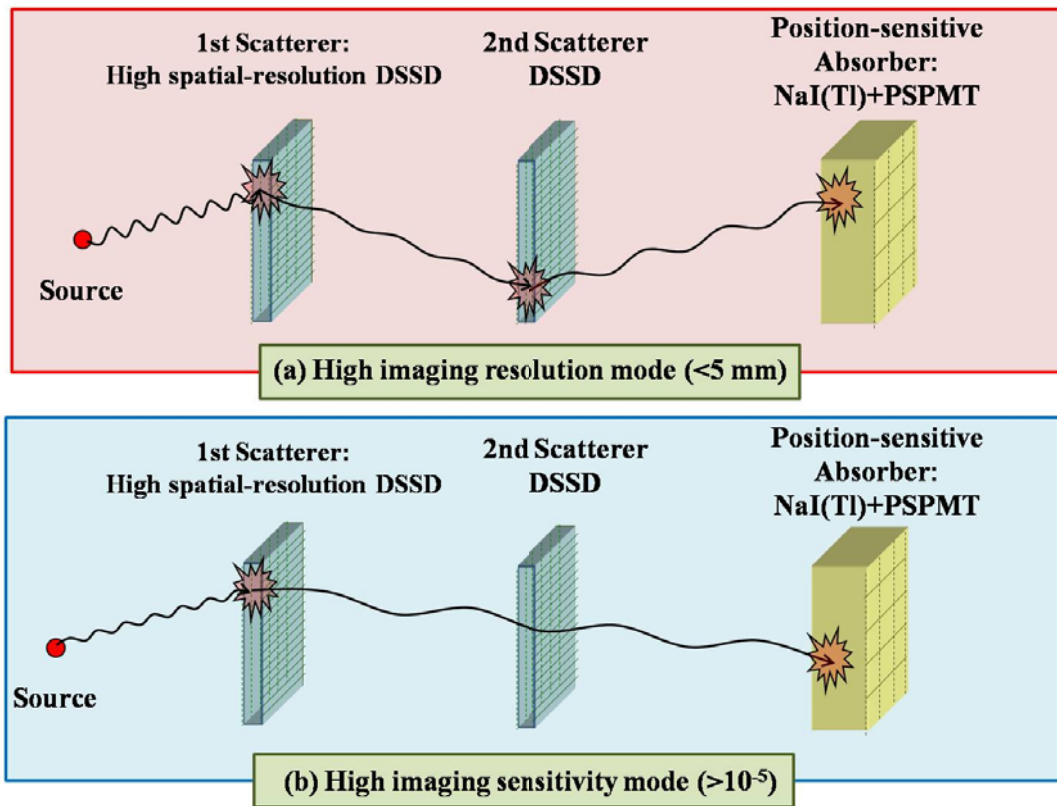 1st Scatterer:
High spatial-resolution DSSD
2nd Scatterer
DSSD
Position-sensitive
Absorber:
NaI(Tl)+PSPMT
Source
(a) High imaging resolution mode (<5 mm)
1st Scatterer:
High spatial-resolution DSSD
2nd Scatterer
DSSD
Position-sensitive
Absorber:
NaI(Tl)+PSPMT
Source
(b) High imaging sensitivity mode (>10⁻⁵)